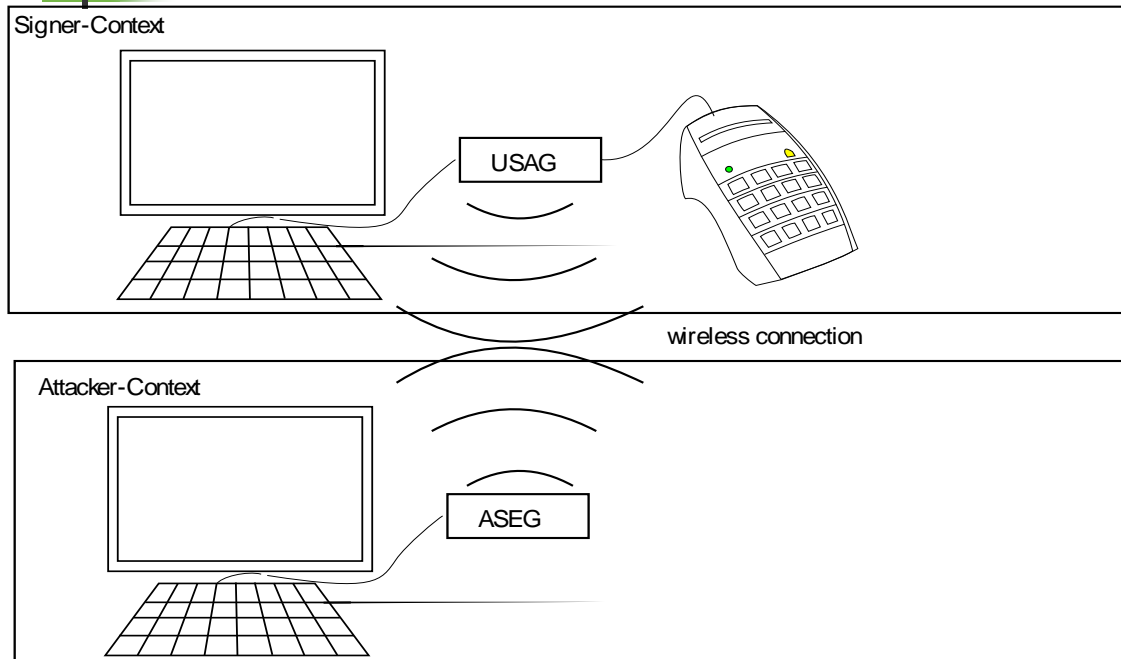 Signer-Context
USAG
wireless connection
Attacker-Context
ASEG